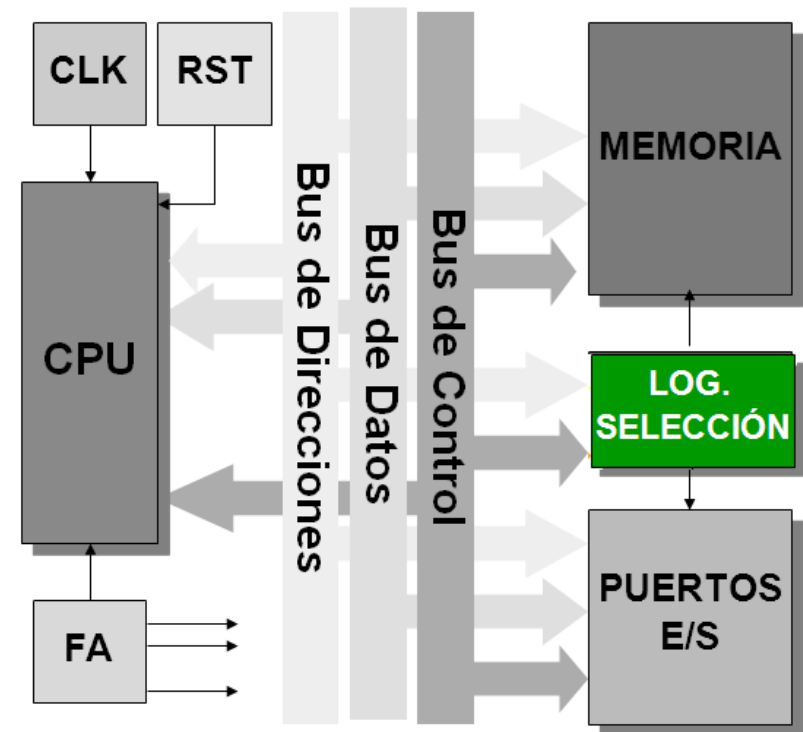 CLK
RST
CPU
FA
Bus de Direcciones
Bus de Datos
Bus de Control
MEMORIA
LOG.
SELECCIÓN
PUERTOS
E/S